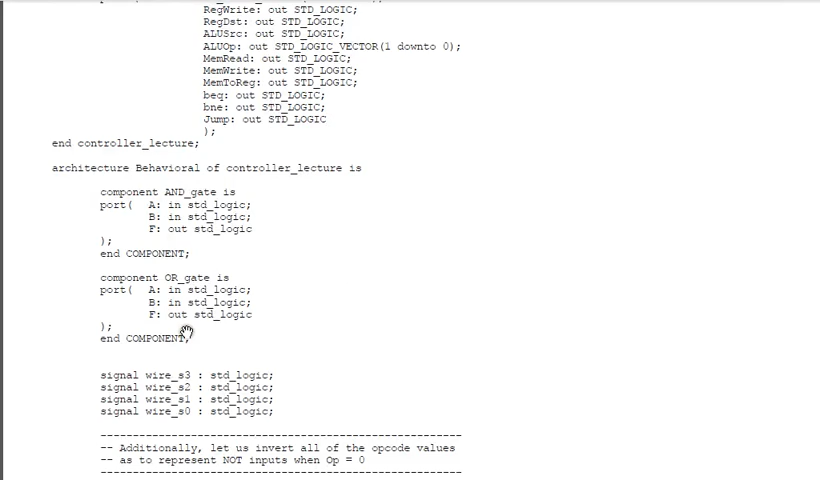 RegWrite: out STD_LOGIC;
RegDst: out STD_LOGIC;
ALUSrc: out STD_LOGIC;
ALUOp: out STD_LOGIC_VECTOR(1 downto 0);
MemRead: out STD_LOGIC;
MemWrite: out STD_LOGIC;
MemToReg: out STD_LOGIC;
beq: out STD_LOGIC;
bne: out STD_LOGIC;
Jump: out STD_LOGIC
);
end controller_lecture;
architecture Behavioral of controller_lecture is
component AND_gate is
port( A: in std_logic;
B: in std_logic;
F: out std_logic
);
end COMPONENT;
component OR_gate is
port( A: in std_logic;
B: in std_logic;
F: out std_logic
);
end COMPONENT;
signal wire_s3 : std_logic;
signal wire_s2 : std_logic;
signal wire_s1 : std_logic;
signal wire_s0 : std_logic;
------------------------------------------------------------------
-- Additionally, let us invert all of the opcode values
-- as to represent NOT inputs when Op = 0
------------------------------------------------------------------